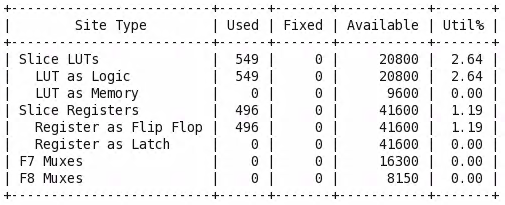 +-------------------------+------+-------+-----------+-------+
|        Site Type        | Used | Fixed | Available | Util% |
+-------------------------+------+-------+-----------+-------+
| Slice LUTs              |  549 |     0 |     20800 |  2.64 |
|   LUT as Logic          |  549 |     0 |     20800 |  2.64 |
|   LUT as Memory         |    0 |     0 |      9600 |  0.00 |
| Slice Registers         |  496 |     0 |     41600 |  1.19 |
|   Register as Flip Flop |  496 |     0 |     41600 |  1.19 |
|   Register as Latch     |    0 |     0 |     41600 |  0.00 |
| F7 Muxes                |    0 |     0 |     16300 |  0.00 |
| F8 Muxes                |    0 |     0 |      8150 |  0.00 |
+-------------------------+------+-------+-----------+-------+